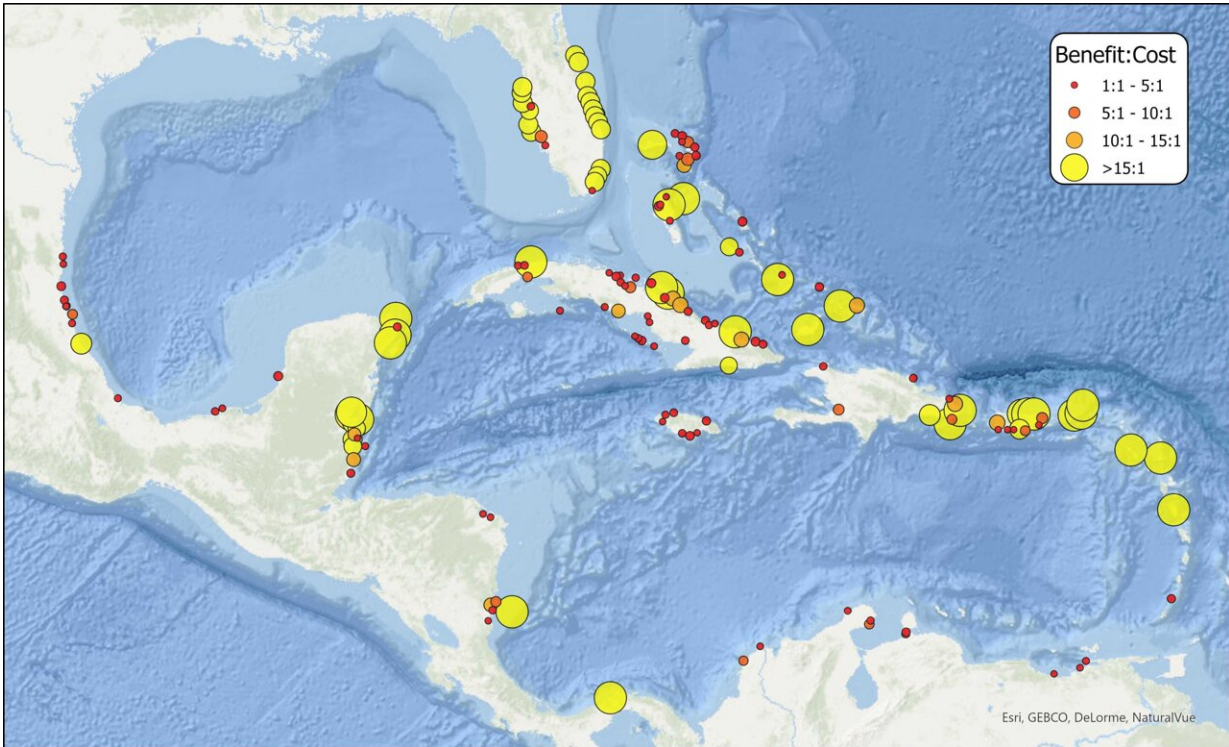 Benefit:Cost
1:1 - 5:1
5:1 - 10:1
10:1 - 15:1
>15:1
Esri, GEBCO, DeLorme, NaturalVue